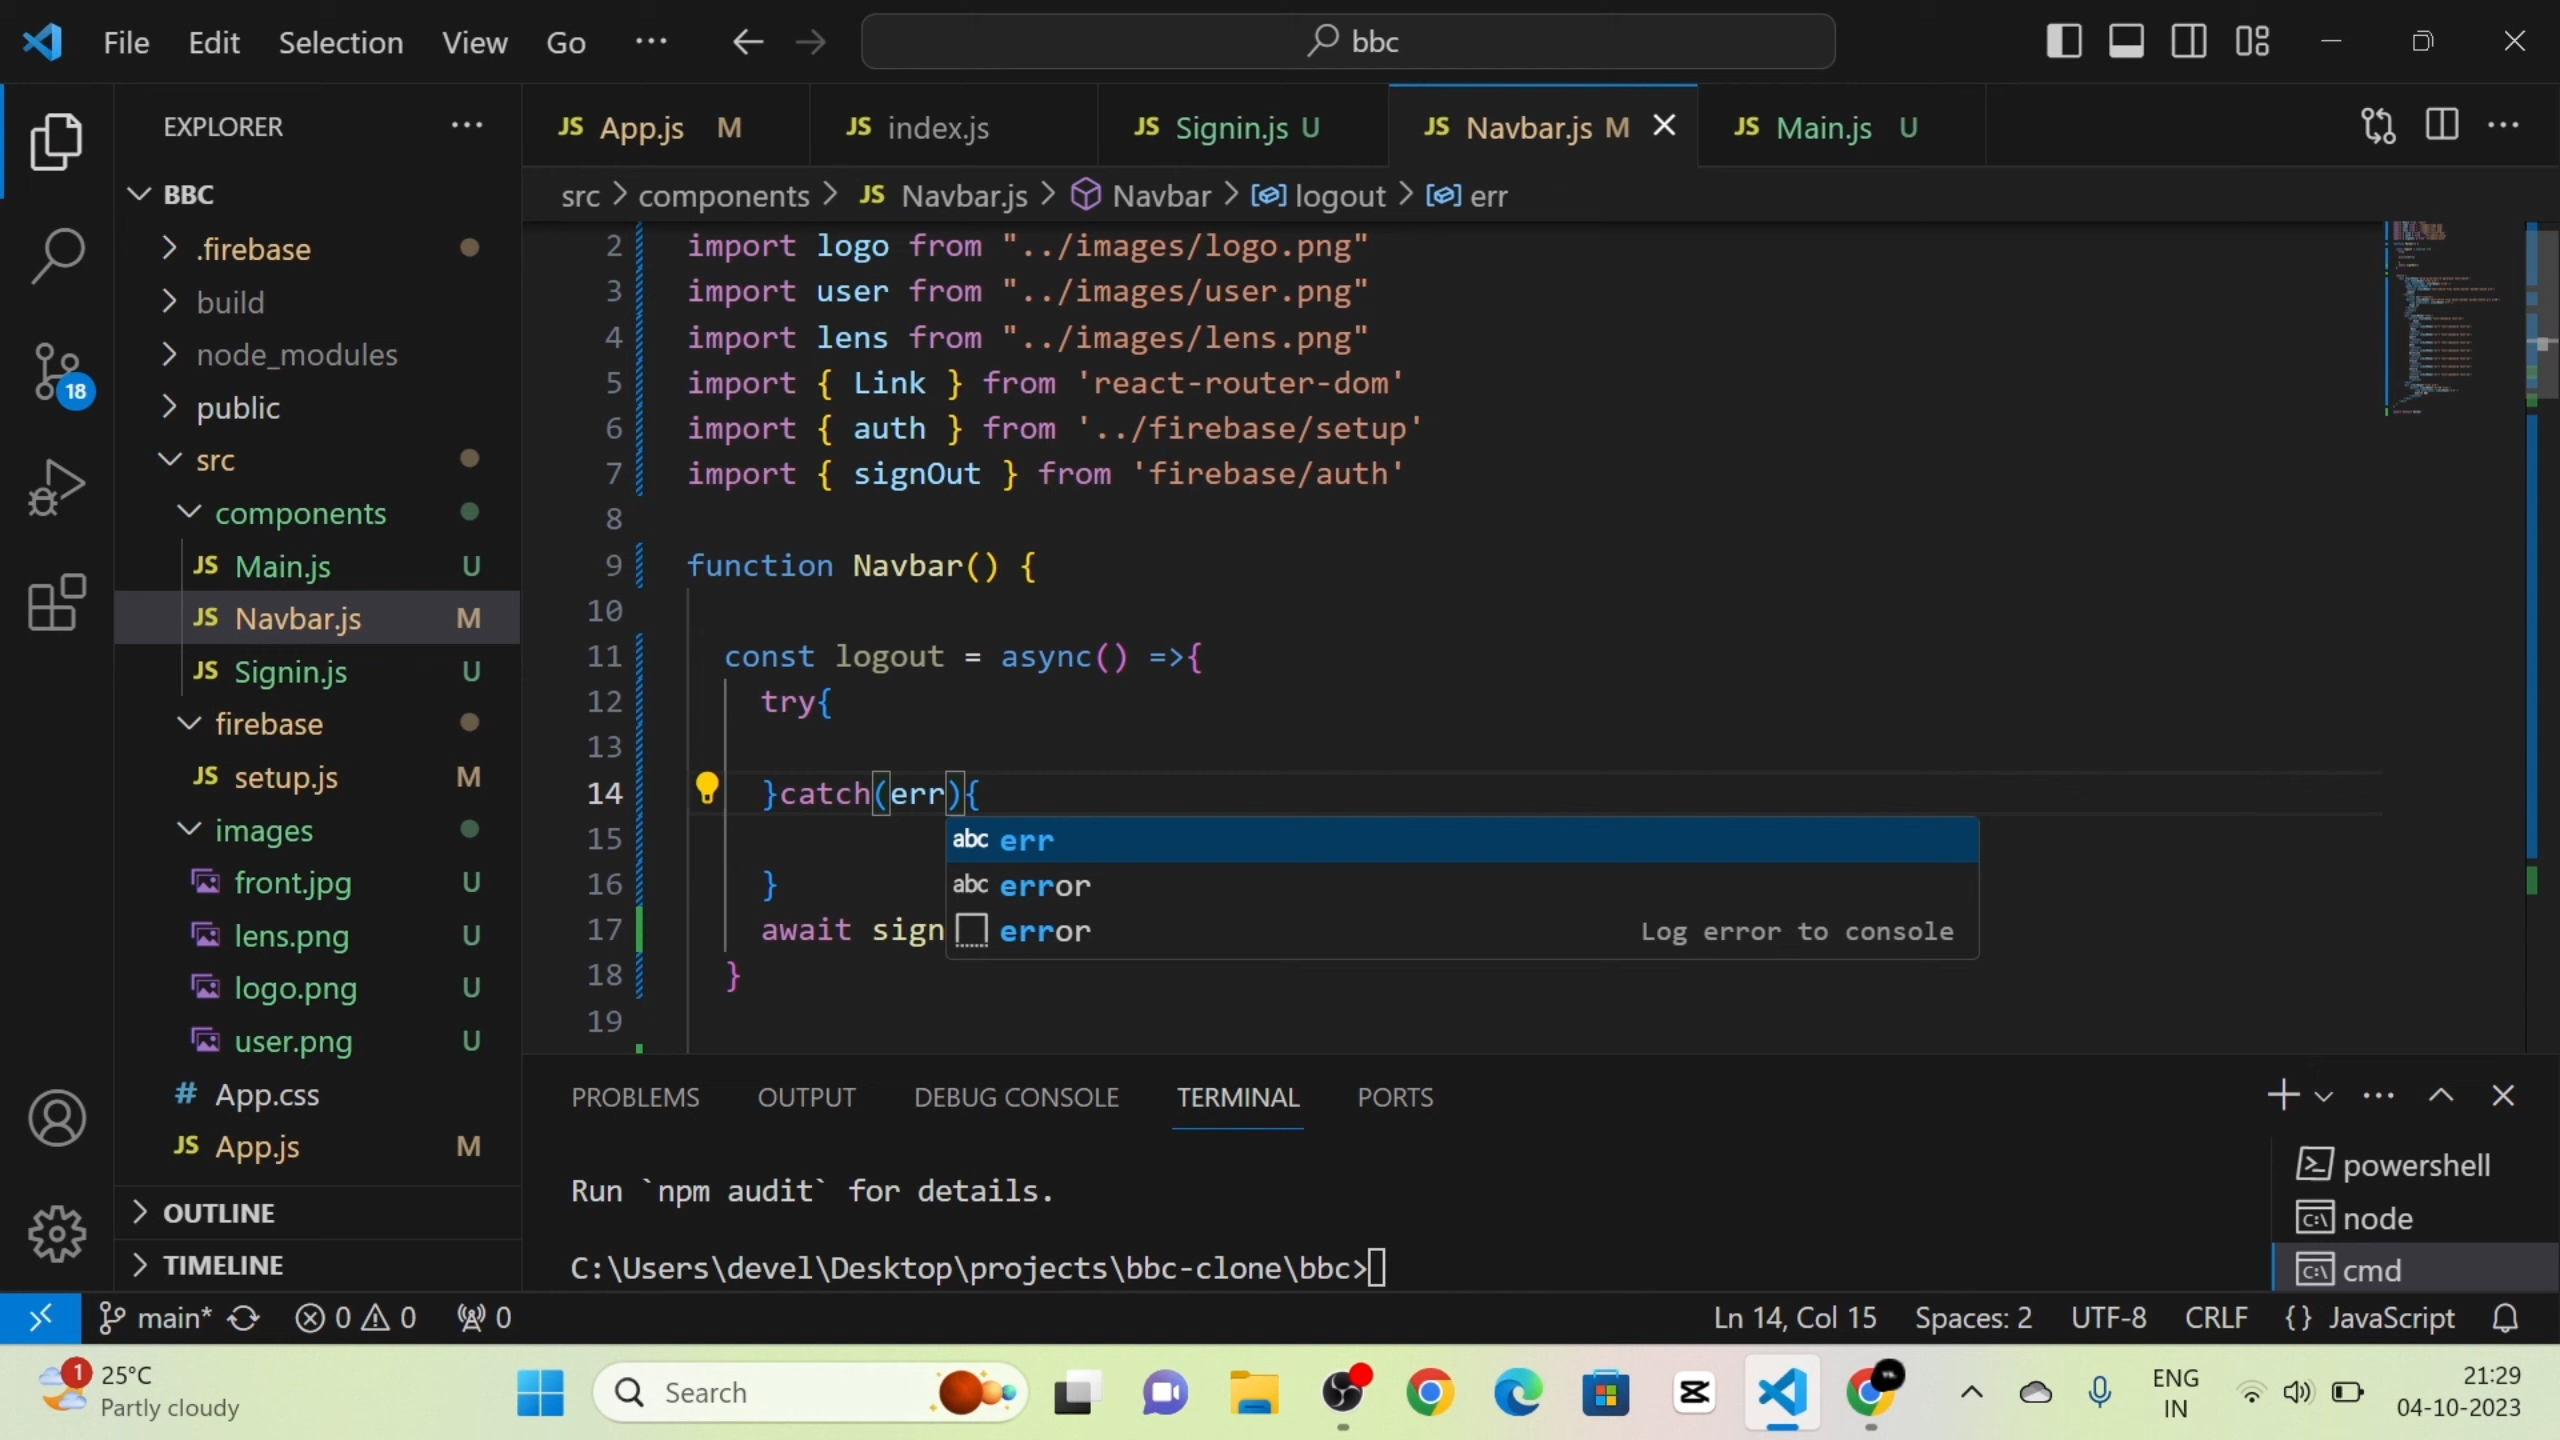 File Edit Selection View Go ... bbc
EXPLORER ...
BBC
.firebase
build
node_modules
public
src
components
JS Main.js U
JS Navbar.js M
JS Signin.js U
firebase
JS setup.js M
images
front.jpg U
lens.png U
logo.png U
user.png U
# App.css
JS App.js M
OUTLINE
TIMELINE
18
JS App.js M JS index.js JS Signin.js U JS Navbar.js M JS Main.js U ...
src > components > JS Navbar.js > Navbar > logout > err
2 import logo from "../images/logo.png"
3 import user from "../images/user.png"
4 import lens from "../images/lens.png"
5 import { Link } from 'react-router-dom'
6 import { auth } from '../firebase/setup'
7 import { signOut } from 'firebase/auth'
8
9 function Navbar() {
10
11 const logout = async() =>{
12 try{
13
14 }catch(err){
15
16 }
17 await sign
18 }
19
abc err
abc error
error Log error to console
PROBLEMS OUTPUT DEBUG CONSOLE TERMINAL PORTS ...
Run `npm audit` for details.
C:\Users\devel\Desktop\projects\bbc-clone\bbc>
powershell
node
cmd
main* 0 0 0 Ln 14, Col 15 Spaces: 2 UTF-8 CRLF {} JavaScript
1 25°C
Partly cloudy
Search
ENG
IN
21:29
04-10-2023